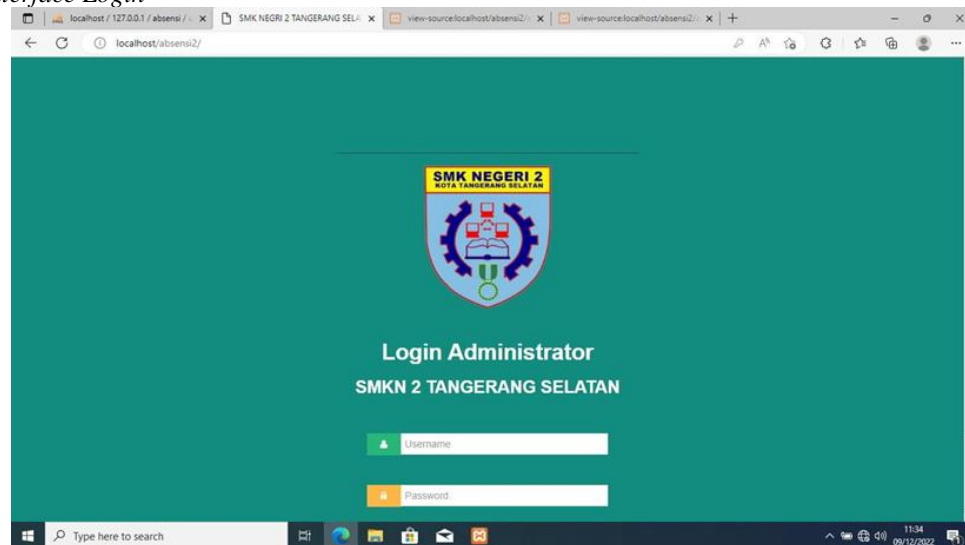 erface Login
localhost / 127.0.0.1 / absensi /
SMK NEGRI 2 TANGERANG SELA
view-source:localhost/absensi2/
view-source:localhost/absensi2/
localhost/absensi2/
SMK NEGERI 2
KOTA TANGERANG SELATAN
Login Administrator
SMKN 2 TANGERANG SELATAN
Username
Password
Type here to search
11:34
09/12/2022